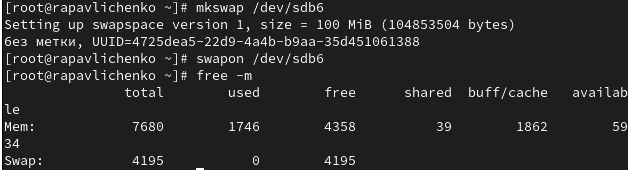 [root@rapavlichenko ~]# mkswap /dev/sdb6
Setting up swapspace version 1, size = 100 MiB (104853504 bytes)
без метки, UUID=4725dea5-22d9-4a4b-b9aa-35d451061388
[root@rapavlichenko ~]# swapon /dev/sdb6
[root@rapavlichenko ~]# free -m
total used free shared buff/cache availab
le
Mem: 7680 1746 4358 39 1862 59
34
Swap: 4195 0 4195